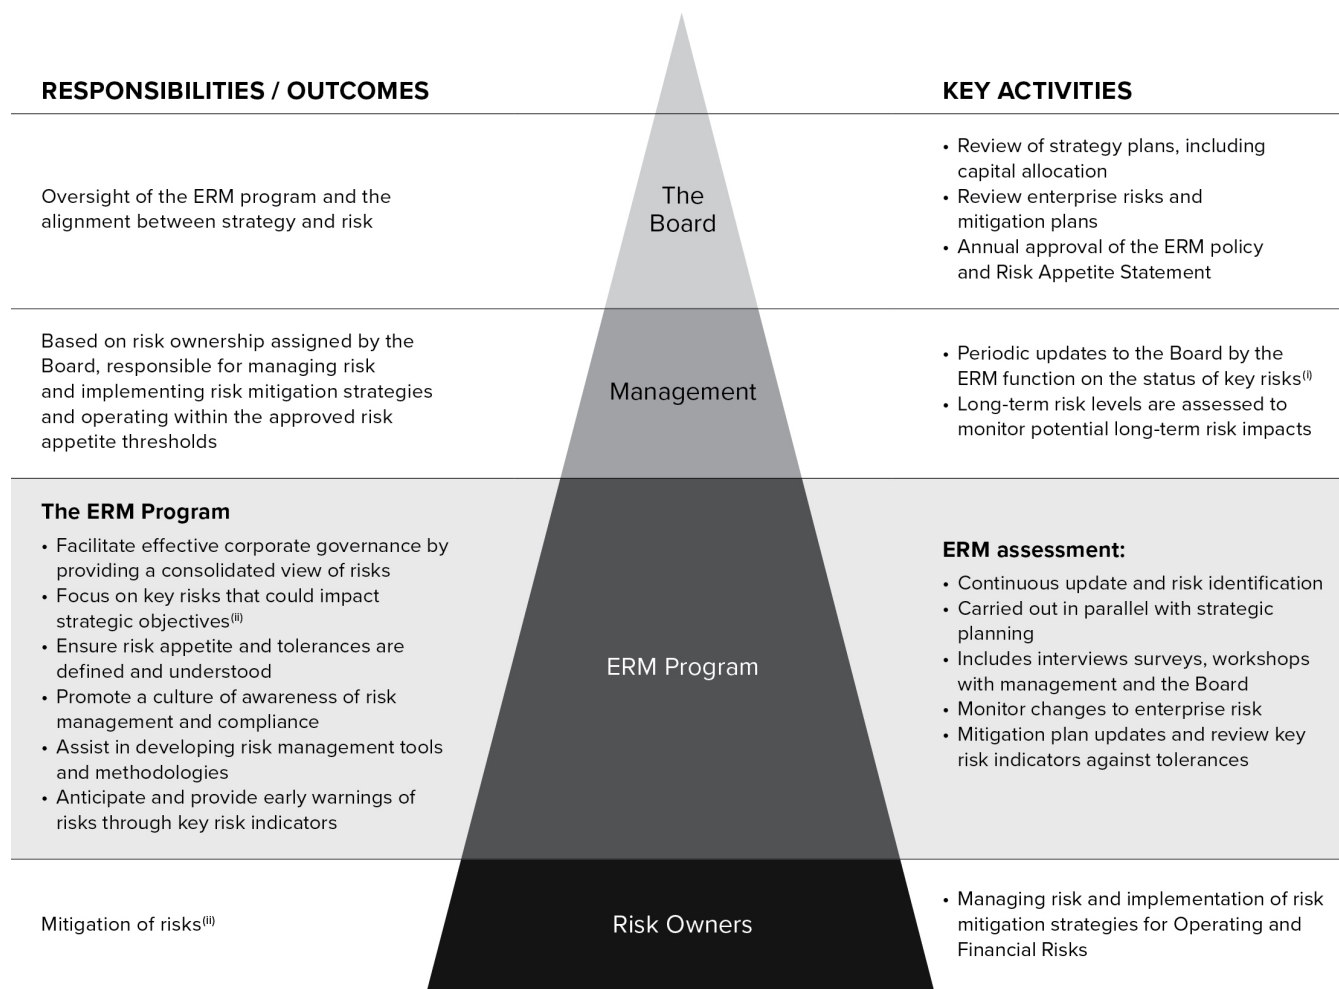 RESPONSIBILITIES / OUTCOMES
KEY ACTIVITIES
Oversight of the ERM program and the
alignment between strategy and risk
The
Board
• Review of strategy plans, including
capital allocation
• Review enterprise risks and
mitigation plans
• Annual approval of the ERM policy
and Risk Appetite Statement
Based on risk ownership assigned by the
Board, responsible for managing risk
and implementing risk mitigation strategies
and operating within the approved risk
appetite thresholds
Management
• Periodic updates to the Board by the
ERM function on the status of key risks(i)
• Long-term risk levels are assessed to
monitor potential long-term risk impacts
The ERM Program
• Facilitate effective corporate governance by
providing a consolidated view of risks
• Focus on key risks that could impact
strategic objectives(ii)
• Ensure risk appetite and tolerances are
defined and understood
• Promote a culture of awareness of risk
management and compliance
• Assist in developing risk management tools
and methodologies
• Anticipate and provide early warnings of
risks through key risk indicators
ERM Program
ERM assessment:
• Continuous update and risk identification
• Carried out in parallel with strategic
planning
• Includes interviews surveys, workshops
with management and the Board
• Monitor changes to enterprise risk
• Mitigation plan updates and review key
risk indicators against tolerances
Mitigation of risks(ii)
Risk Owners
• Managing risk and implementation of risk
mitigation strategies for Operating and
Financial Risks